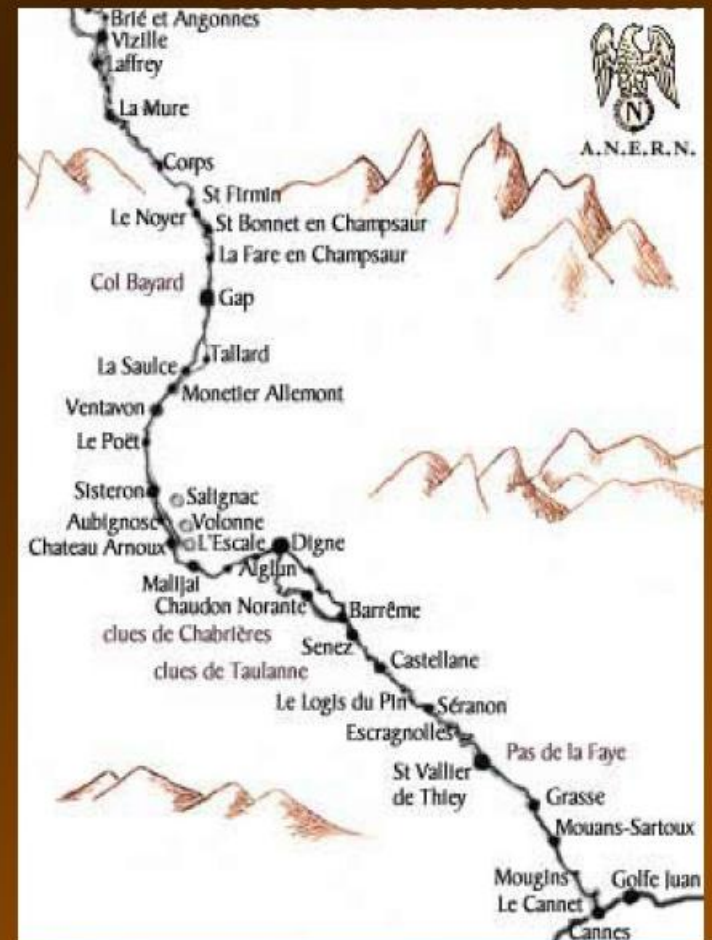 Brié et Angonnes
Vizille
Laffrey
La Mure
Corps
St Firmin
Le Noyer
St Bonnet en Champsaur
La Fare en Champsaur
Col Bayard
Gap
Tallard
La Saulce
Monetier Allemont
Ventavon
Le Poët
Sisteron
Salignac
Aubignosc
Volonne
Chateau Arnoux
L'Escale
Digne
Aiglun
Malijai
Chaudon Norante
Barrême
clues de Chabrières
Senez
clues de Taulanne
Castellane
Le Logis du Pin
Séranon
Escragnolles
Pas de la Faye
St Vallier
de Thiey
Grasse
Mouans-Sartoux
Mougins
Golfe Juan
Le Cannet
Cannes
N
A.N.E.R.N.